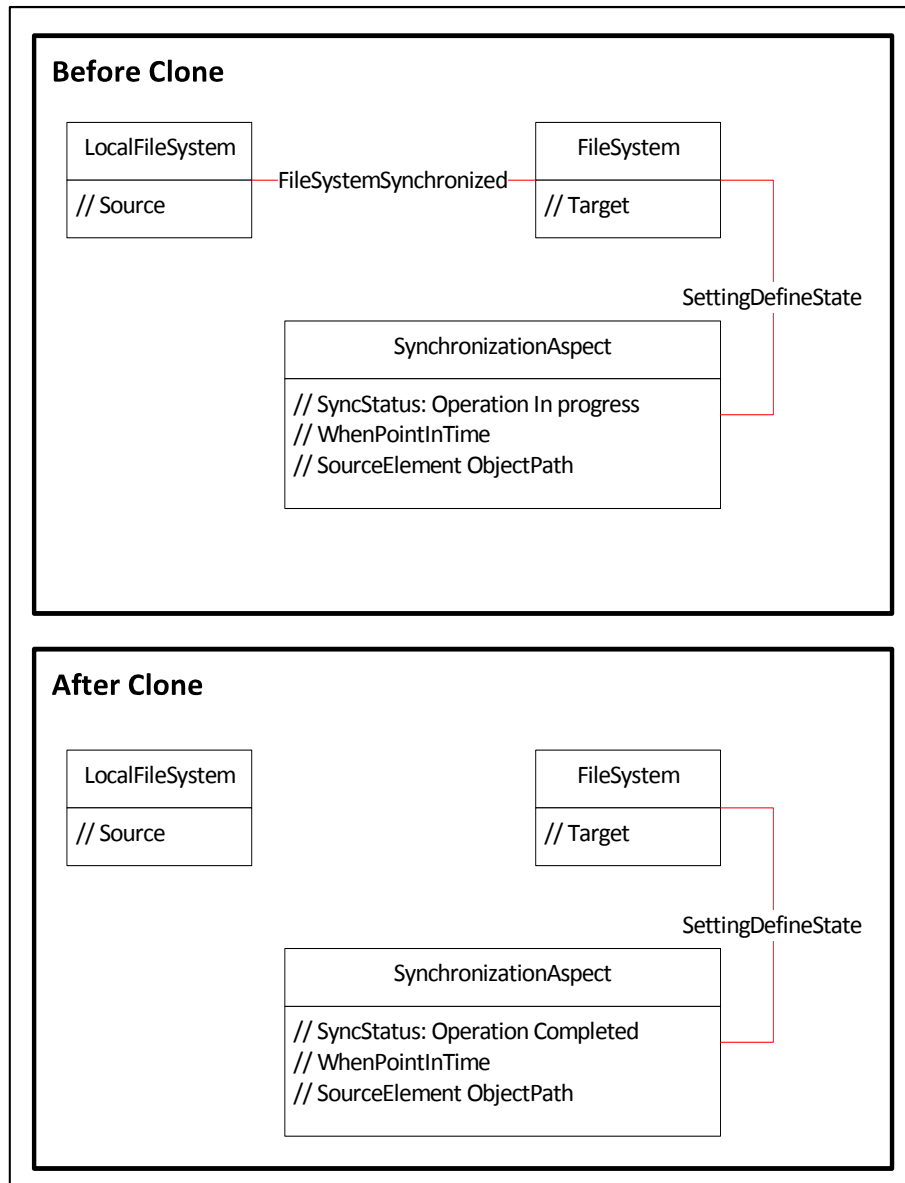 Before Clone
LocalFileSystem
FileSystem
FileSystemSynchronized
// Source
// Target
SettingDefineState
SynchronizationAspect
// SyncStatus: Operation In progress
// WhenPointInTime
// SourceElement ObjectPath
After Clone
LocalFileSystem
FileSystem
// Source
// Target
SettingDefineState
SynchronizationAspect
// SyncStatus: Operation Completed
// WhenPointInTime
// SourceElement ObjectPath